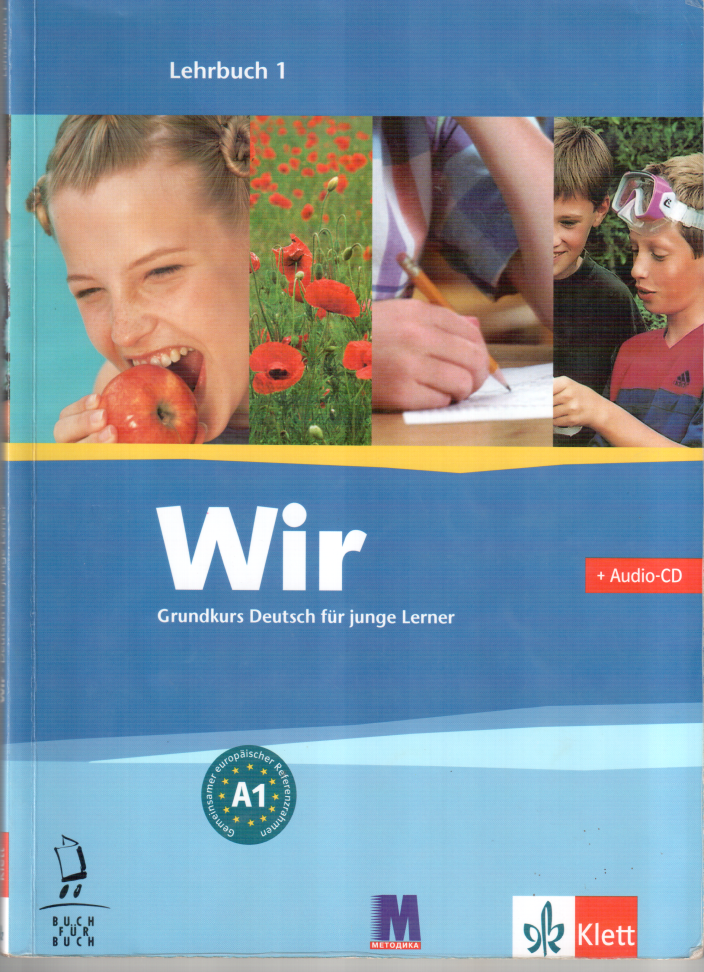 Lehrbuch 1
Wir
+ Audio-CD
Grundkurs Deutsch für junge Lerner
Gemeinsamer europäischer Referenzrahmen
A1
BUCH
FÜR
BUCH
М
МЕТОДИКА
Klett